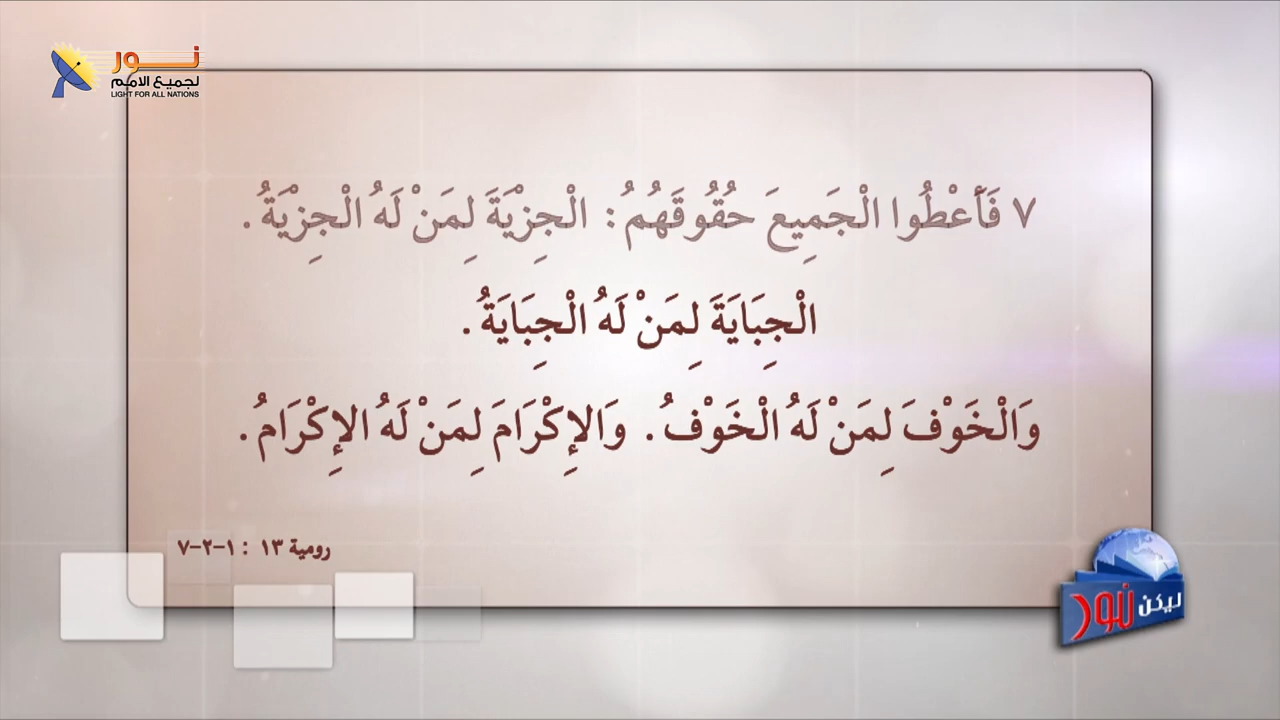 نـــور
لجميع الامم
LIGHT FOR ALL NATIONS
٧ فَأَعْطُوا الْجَمِيعَ حُقُوقَهُمُ: الْجِزْيَةَ لِمَنْ لَهُ الْجِزْيَةُ.
الْجِبَايَةَ لِمَنْ لَهُ الْجِبَايَةُ.
وَالْخَوْفَ لِمَنْ لَهُ الْخَوْفُ. وَالإِكْرَامَ لِمَنْ لَهُ الإِكْرَامُ.
رومية ١٣ : ١-٢-٧
ليكن نور